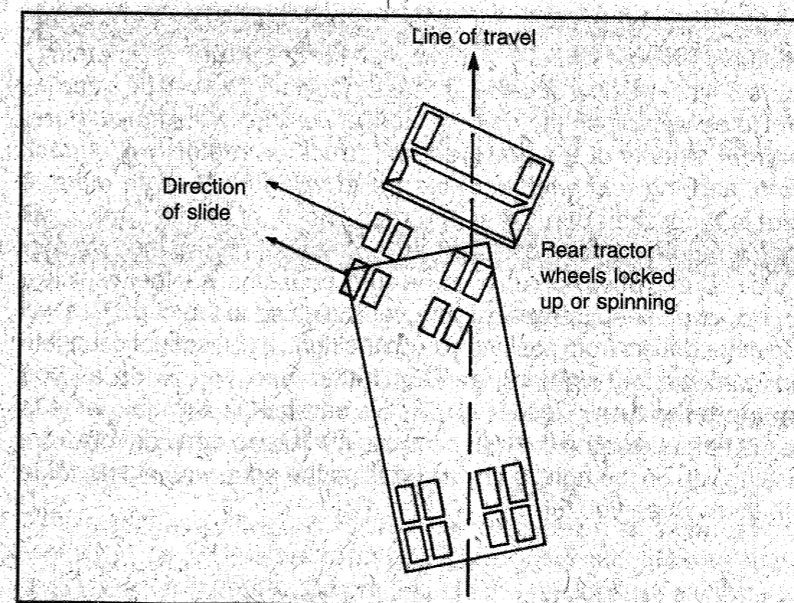 Line of travel
Direction
of slide
Rear tractor
wheels locked
up or spinning